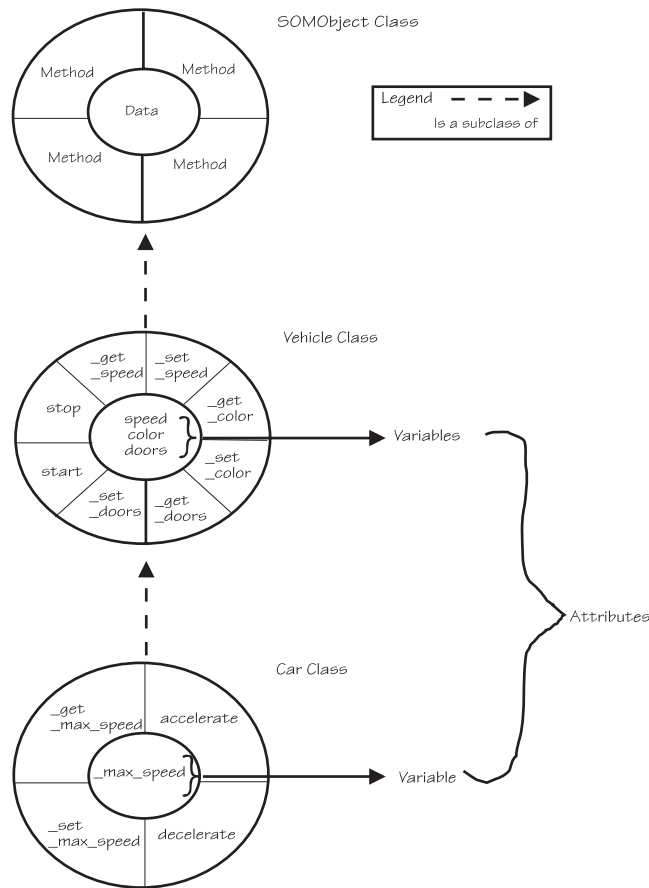 SOMObject Class
Method
Method
Data
Method
Method
Legend
Is a subclass of
Vehicle Class
_get
_speed
_set
_speed
stop
_get
_color
speed
color
doors
Variables
start
_set
_color
_set
_doors
_get
_doors
Attributes
Car Class
_get
_max_speed
accelerate
_max_speed
Variable
_set
_max_speed
decelerate